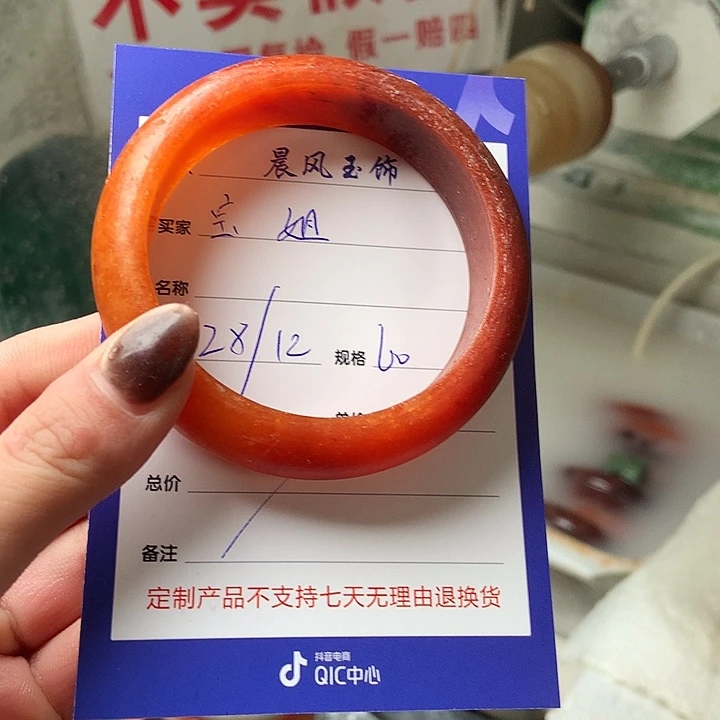 假一赔四
晨风玉饰
买家 宗姐
名称
28/12 规格 60
总价
备注
定制产品不支持七天无理由退换货
抖音电商
QIC中心